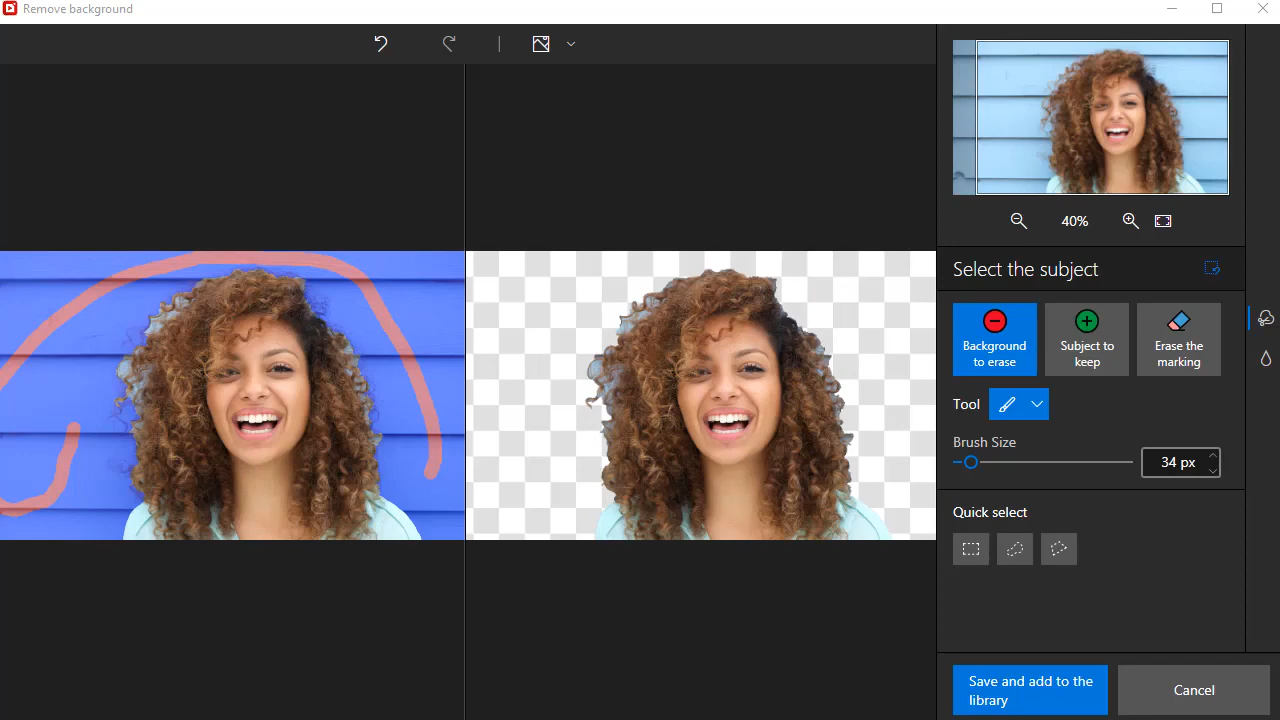 Remove background
40%
Select the subject
Background
to erase
Subject to
keep
Erase the
marking
Tool
Brush Size
34 px
Quick select
Save and add to the
library
Cancel